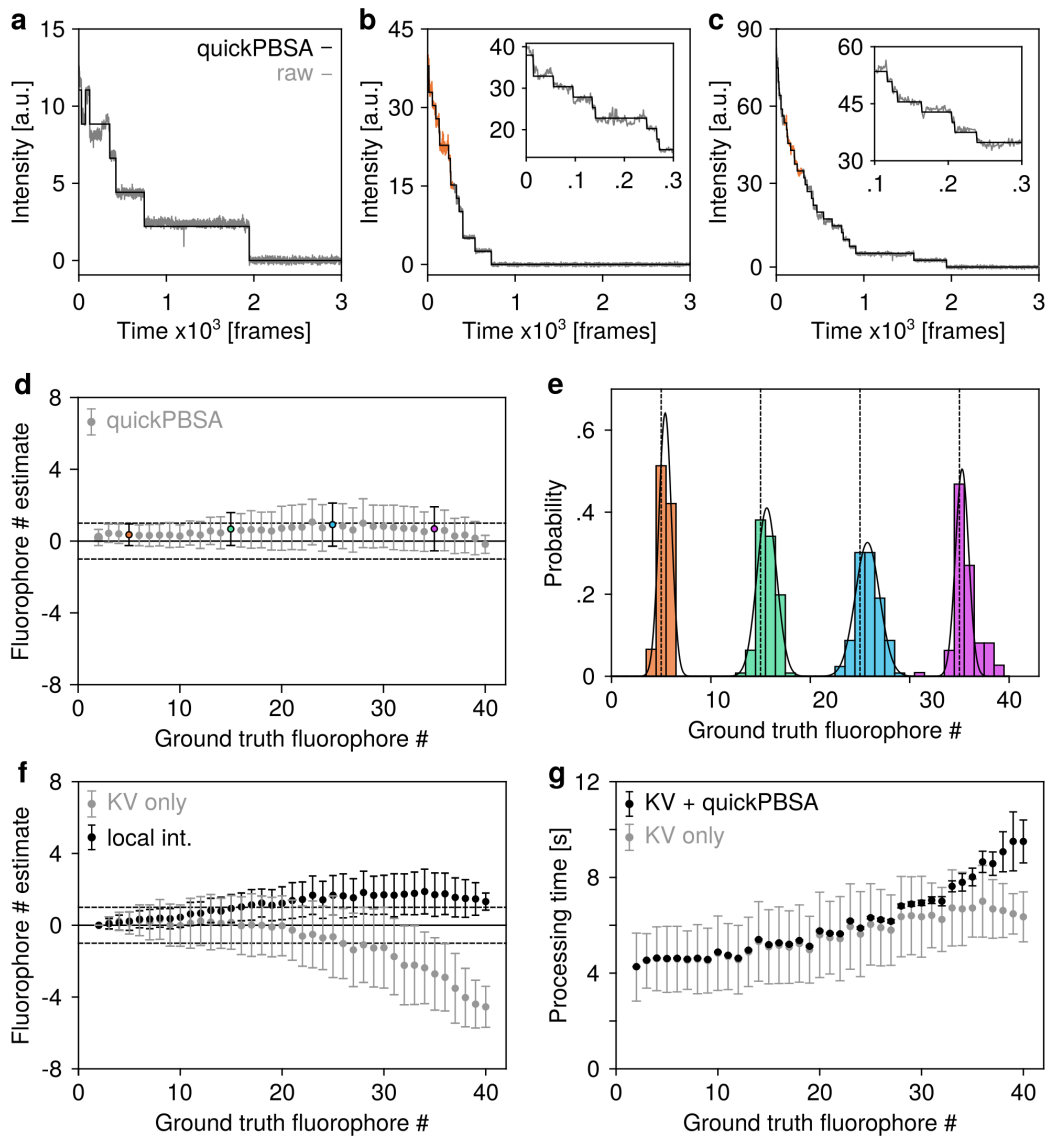 a
15
10
5
0
Intensity [a.u.]
quickPBSA
raw
0
1
2
3
Time x10³ [frames]
b
45
30
15
0
Intensity [a.u.]
40
30
20
0
.1
.2
.3
0
1
2
3
Time x10³ [frames]
c
90
60
30
0
Intensity [a.u.]
60
45
30
.1
.2
.3
0
1
2
3
Time x10³ [frames]
d
8
4
0
-4
-8
Fluorophore # estimate
quickPBSA
0
10
20
30
40
Ground truth fluorophore #
e
.6
.4
.2
0
Probability
0
10
20
30
40
Ground truth fluorophore #
f
8
4
0
-4
-8
Fluorophore # estimate
KV only
local int.
0
10
20
30
40
Ground truth fluorophore #
g
12
8
4
0
Processing time [s]
KV + quickPBSA
KV only
0
10
20
30
40
Ground truth fluorophore #